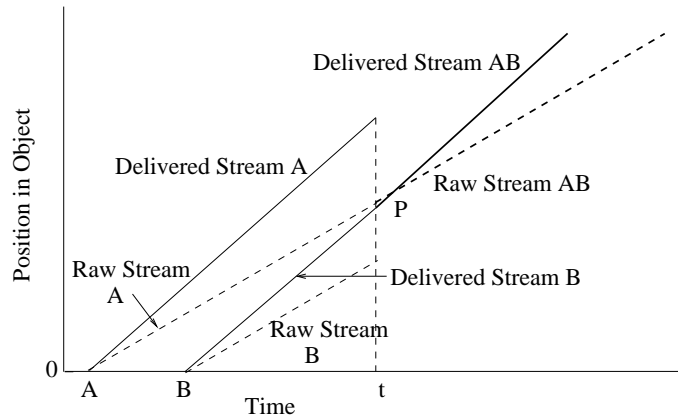 Delivered Stream AB
Delivered Stream A
Raw Stream AB
P
Raw Stream
A
Delivered Stream B
Raw Stream
B
Position in Object
0
A
B
t
Time